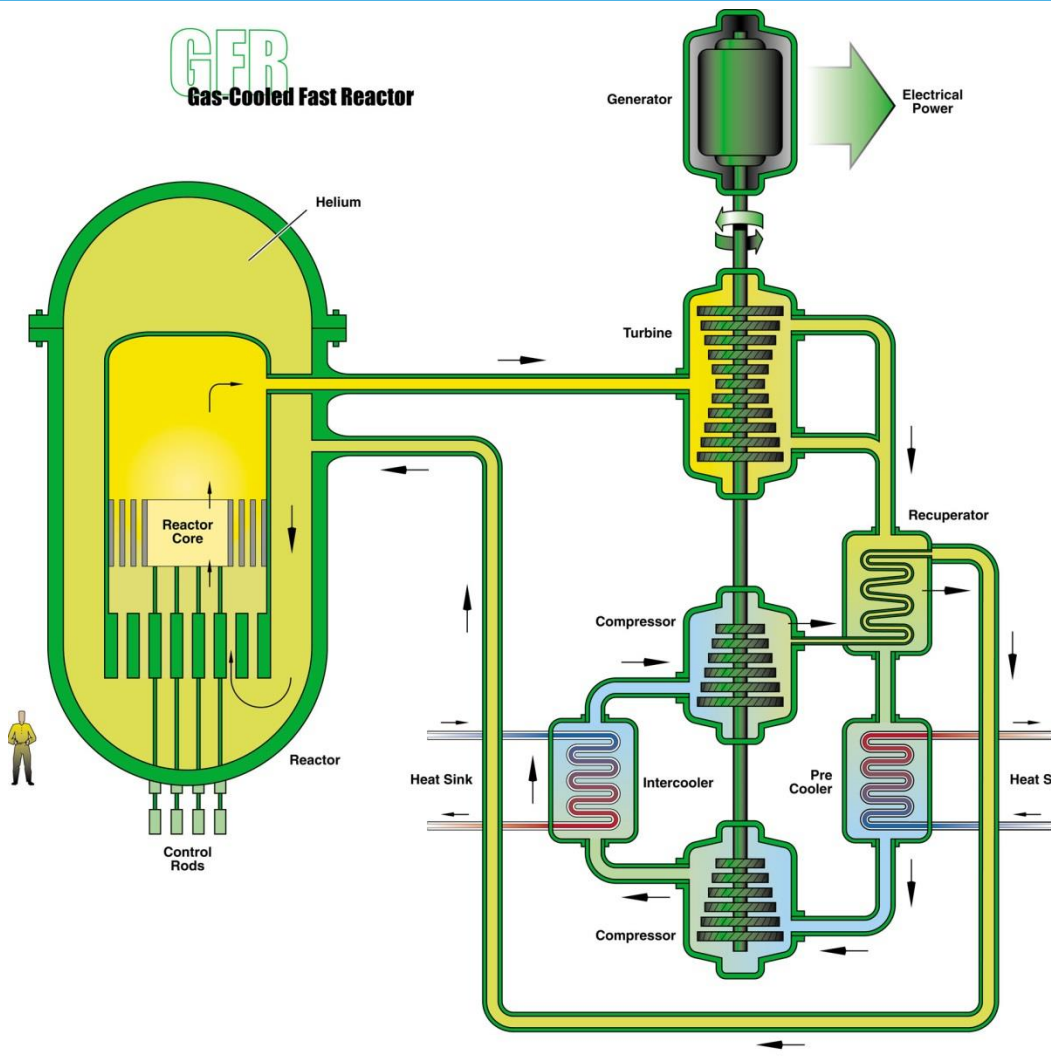 GFR
Gas-Cooled Fast Reactor
Generator
Electrical
Power
Helium
Turbine
Reactor
Core
Recuperator
Compressor
Reactor
Heat Sink
Intercooler
Pre
Cooler
Heat S
Control
Rods
Compressor